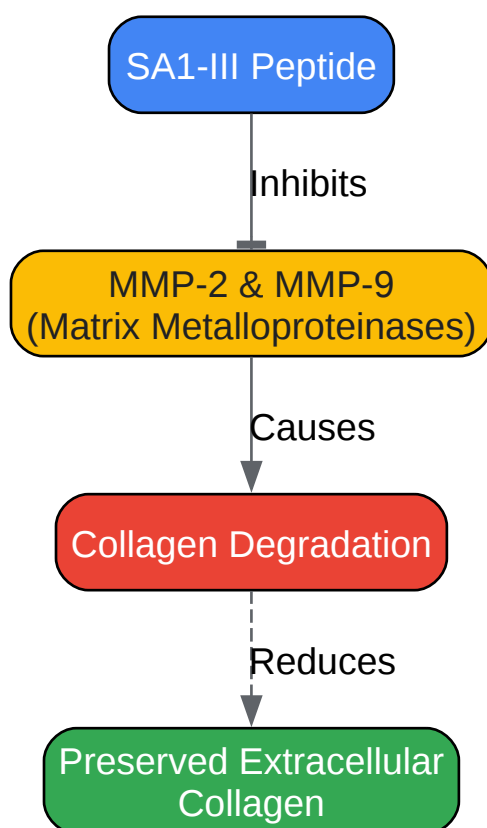 SA1-III Peptide
Inhibits
MMP-2 & MMP-9
(Matrix Metalloproteinases)
Causes
Collagen Degradation
Reduces
Preserved Extracellular
Collagen